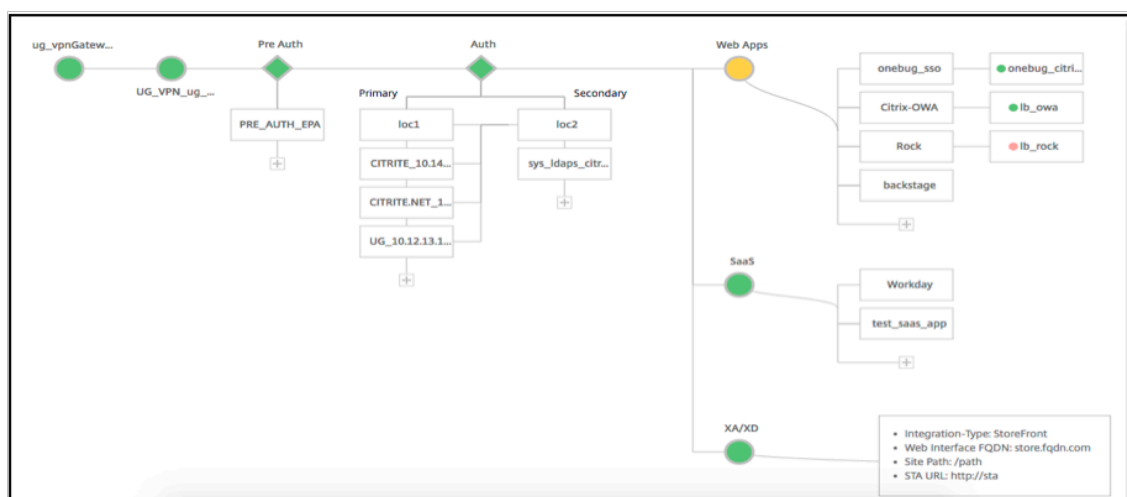 ug_vpnGatew...
UG_VPN_ug_...
Pre Auth
PRE_AUTH_EPA
Auth
Primary
Secondary
loc1
CITRITE_10.14...
CITRITE.NET_1...
UG_10.12.13.1...
loc2
sys_ldaps_citr...
Web Apps
onebug_sso
onebug_citri...
Citrix-OWA
lb_owa
Rock
lb_rock
backstage
SaaS
Workday
test_saas_app
XA/XD
• Integration-Type: StoreFront
• Web Interface FQDN: store.fqdn.com
• Site Path: /path
• STA URL: http://sta